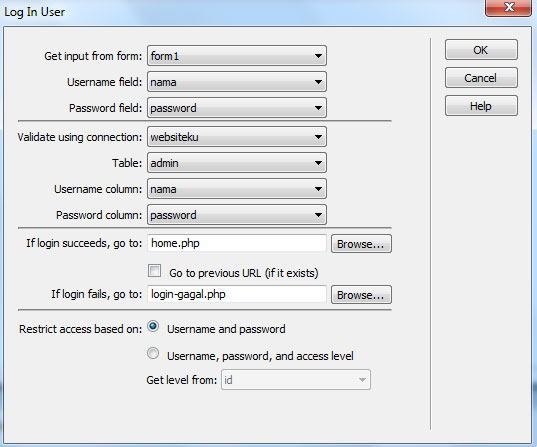 Log In User
Get input from form: form1
OK
Username field: nama
Cancel
Password field: password
Help
Validate using connection: websiteku
Table: admin
Username column: nama
Password column: password
If login succeeds, go to: home.php Browse...
Go to previous URL (if it exists)
If login fails, go to: login-gagal.php Browse...
Restrict access based on: Username and password
Username, password, and access level
Get level from: id